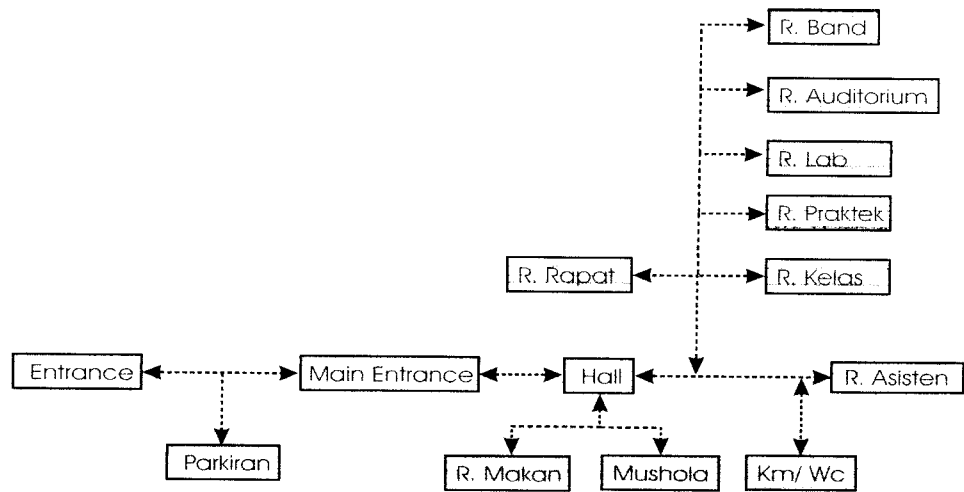 R. Band
R. Auditorium
R. Lab
R. Praktek
R. Rapat
R. Kelas
Entrance
Main Entrance
Hall
R. Asisten
Parkiran
R. Makan
Mushola
Km/ Wc